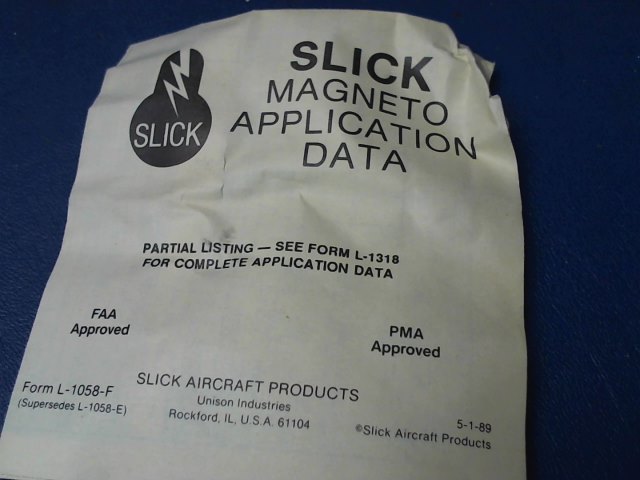 SLICK
SLICK
MAGNETO
APPLICATION
DATA
PARTIAL LISTING — SEE FORM L-1318
FOR COMPLETE APPLICATION DATA
FAA
Approved
PMA
Approved
Form L-1058-F
(Supersedes L-1058-E)
SLICK AIRCRAFT PRODUCTS
Unison Industries
Rockford, IL, U.S.A. 61104
5-1-89
©Slick Aircraft Products